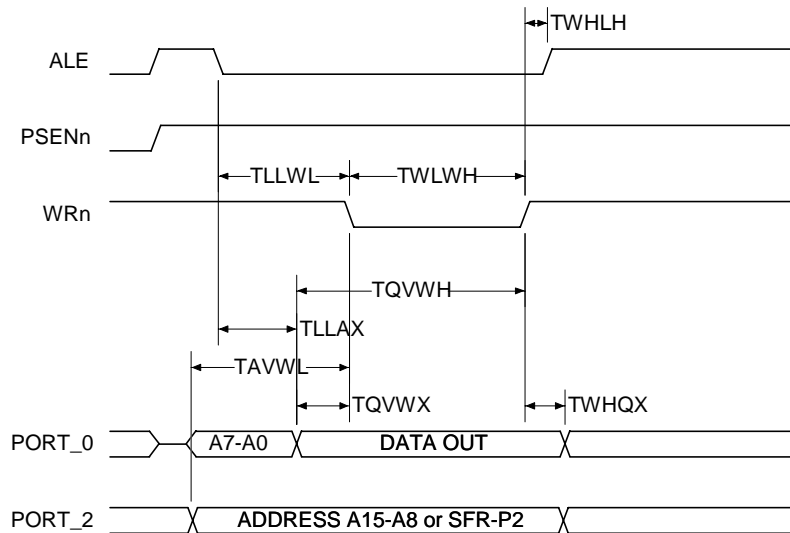 TWHLH
ALE
PSENn
TLLWL TWLWH
WRn
TQVWH
TLLAX
TAVWL
TQVWX TWHQX
PORT_0 A7-A0 DATA OUT
PORT_2 ADDRESS A15-A8 or SFR-P2